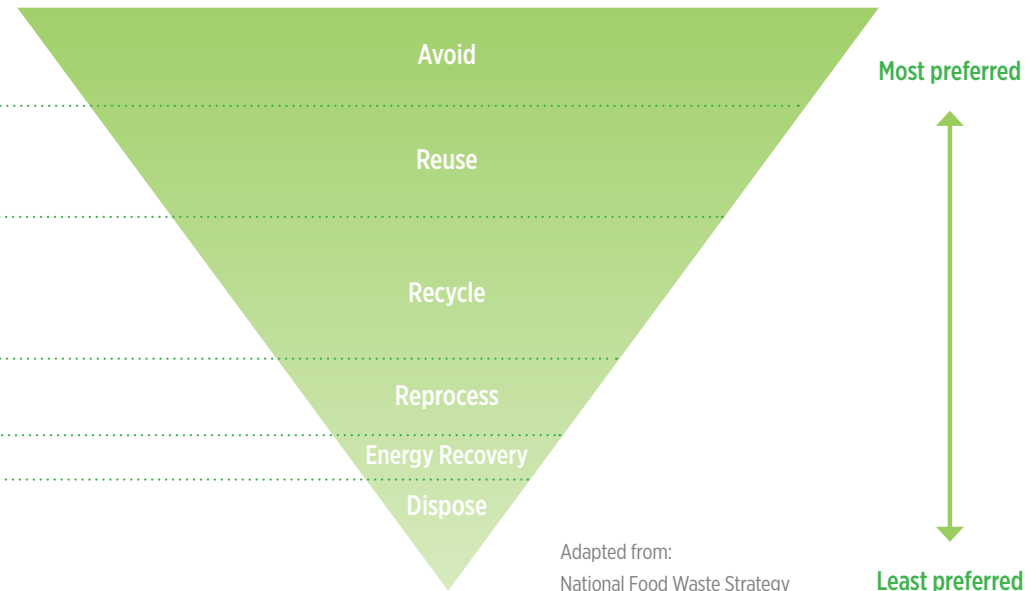 Avoid
Most preferred
Reuse
Recycle
Reprocess
Energy Recovery
Dispose
Adapted from:
National Food Waste Strategy
Least preferred